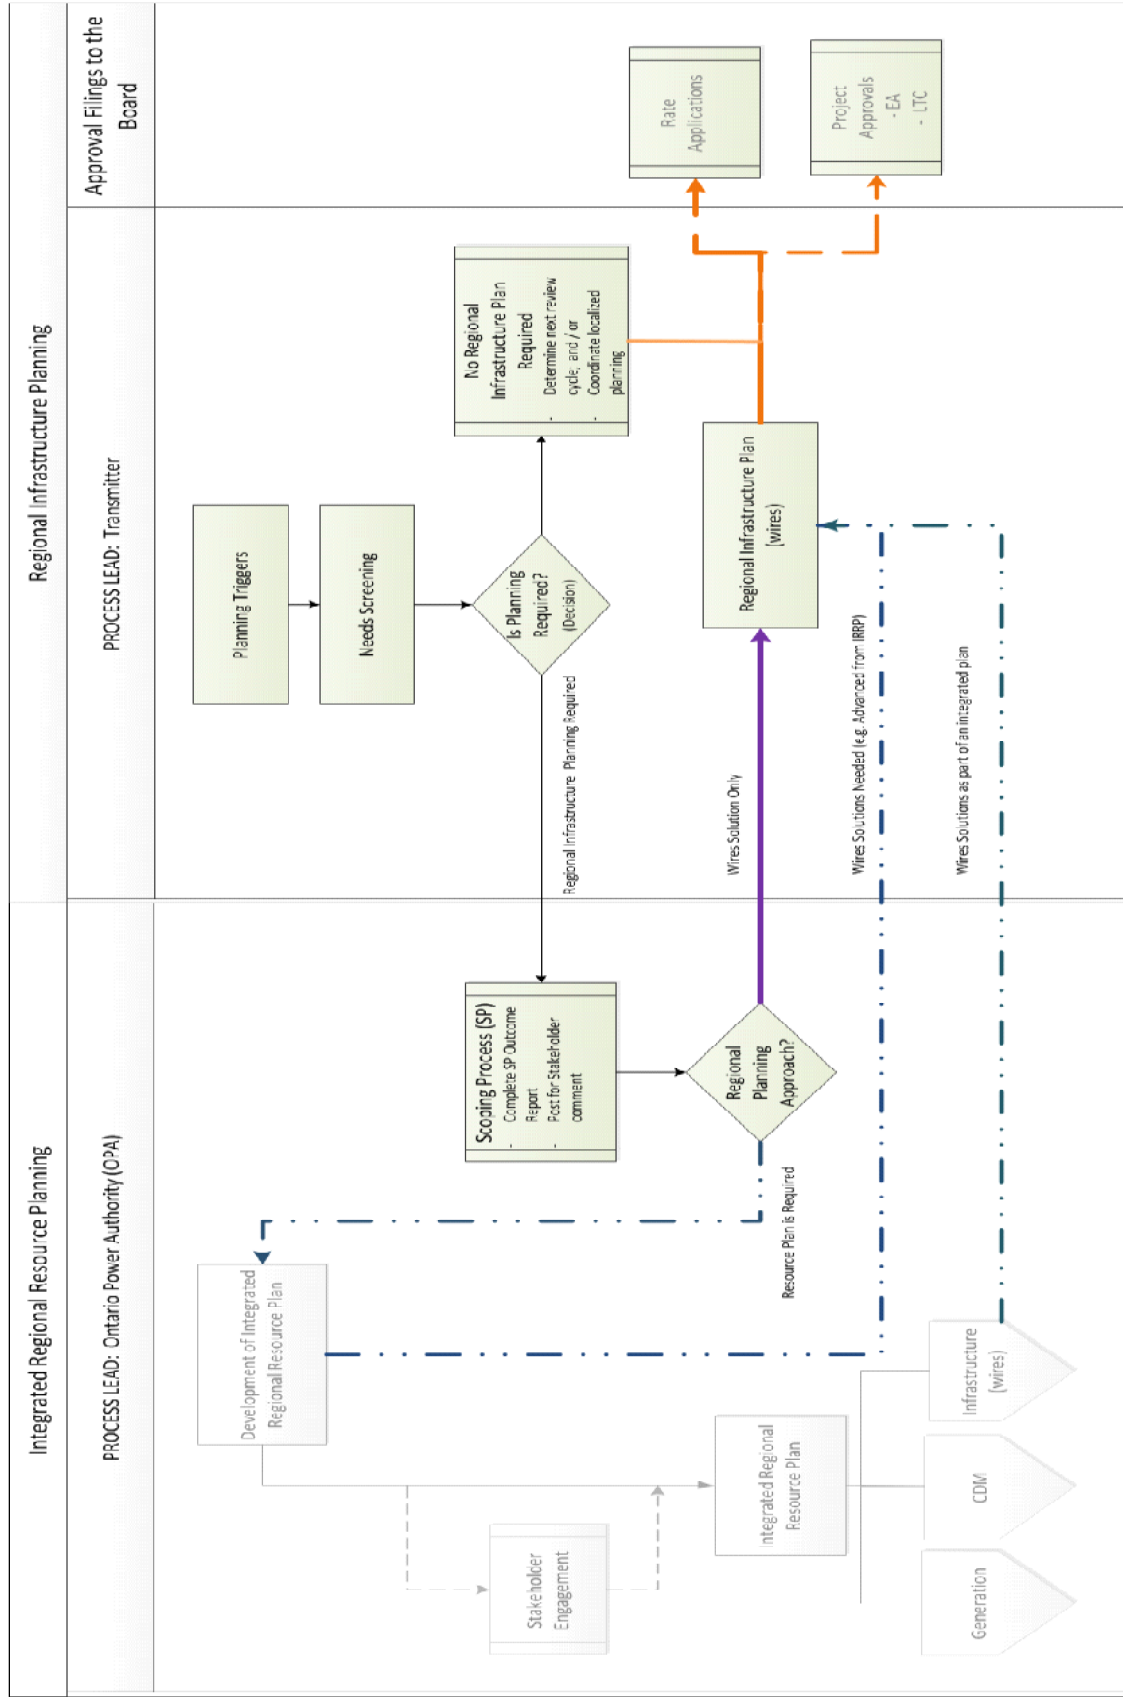 Integrated Regional Resource Planning
Regional Infrastructure Planning
PROCESS LEAD: Ontario Power Authority (OPA)
PROCESS LEAD: Transmitter
Approval Filings to the
Board
Planning Triggers
Needs Screening
Is Planning
Required?
(Decision)
No Regional
Infrastructure Plan
Required
- Determine next review
cycle; and / or
- Coordinate localized
planning
Regional Infrastructure Planning Required
Scoping Process (SP)
- Complete SP Outcome
Report
- Post for Stakeholder
comment
Regional
Planning
Approach?
Wires Solution Only
Regional Infrastructure Plan
(wires)
Rate
Applications
Project
Approvals
- EA
- LTC
Resource Plan is Required
Development of Integrated
Regional Resource Plan
Wires Solutions Needed (e.g. Advanced from IRRP)
Wires Solutions as part of an integrated plan
Stakeholder
Engagement
Integrated Regional
Resource Plan
Generation
CDM
Infrastructure
(wires)